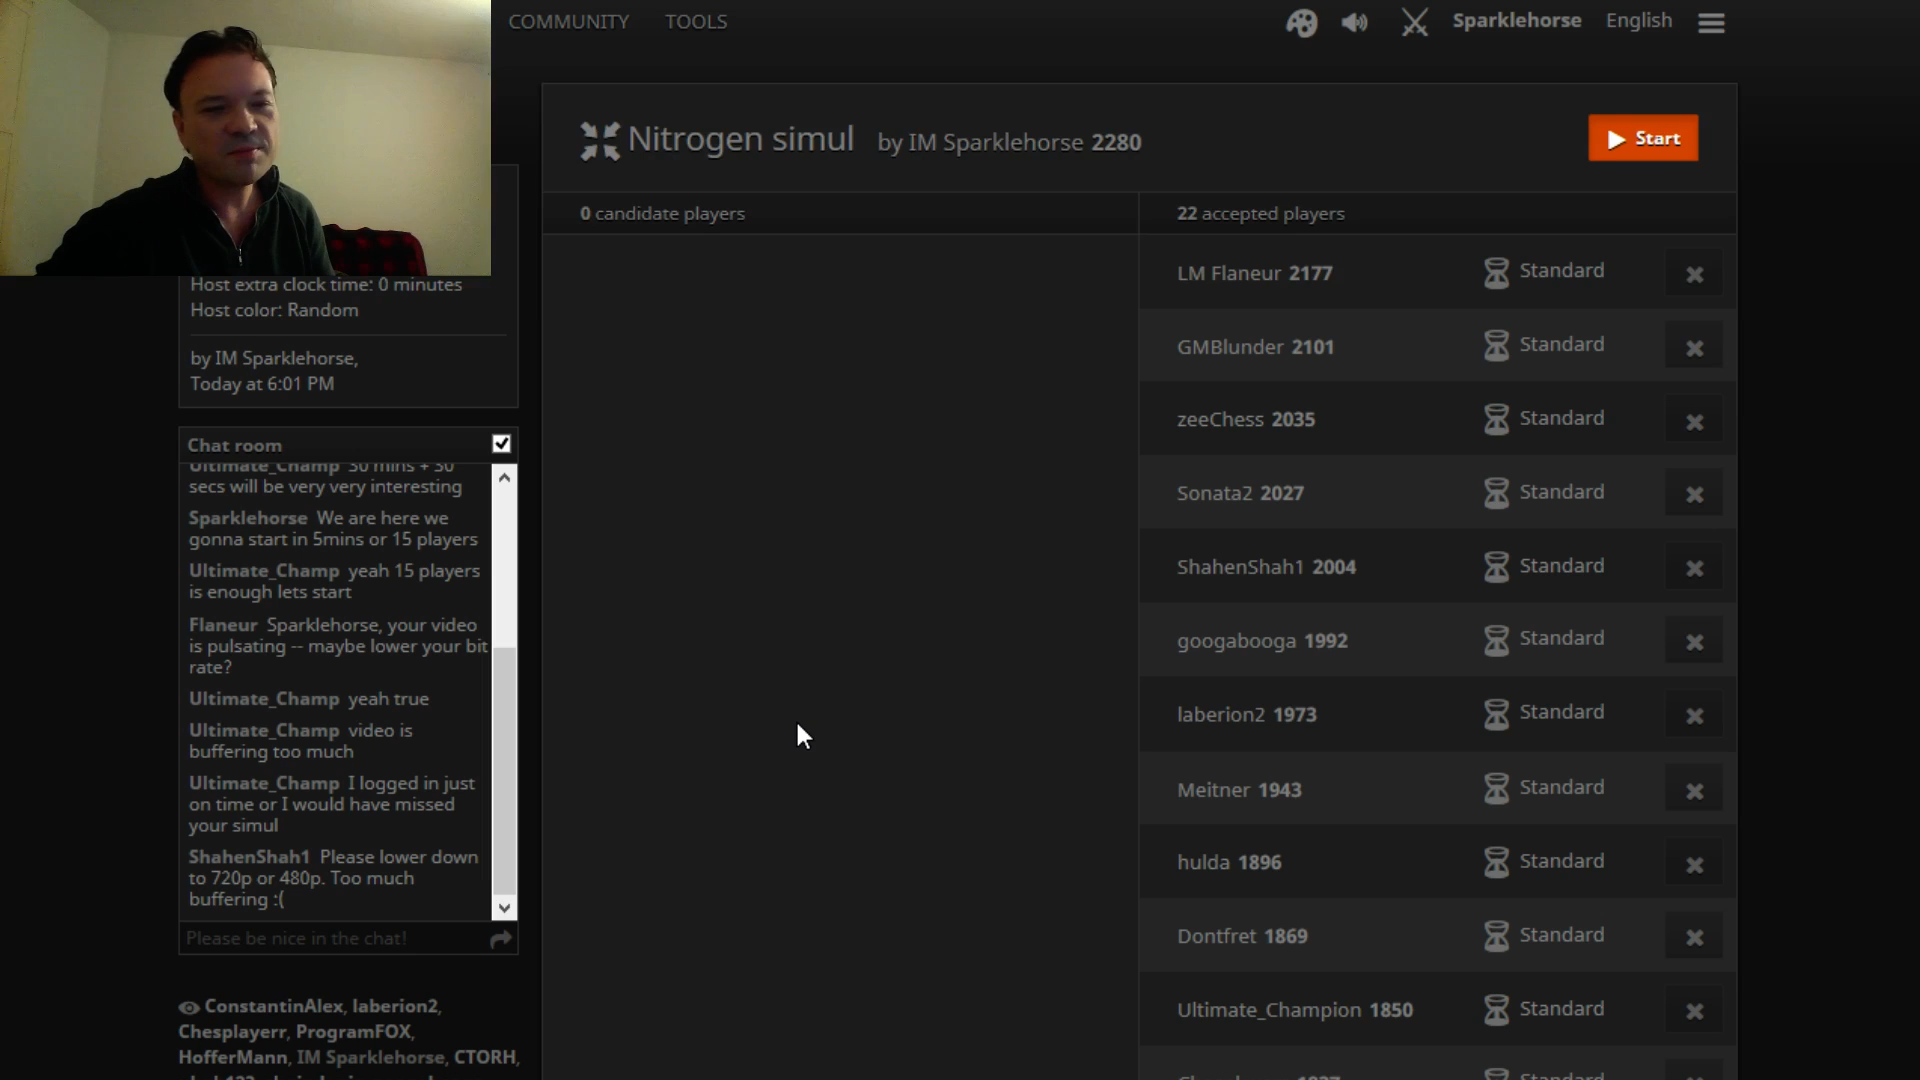 COMMUNITY TOOLS Sparklehorse English
Nitrogen simul by IM Sparklehorse 2280 Start
0 candidate players 22 accepted players
Host extra clock time: 0 minutes
Host color: Random
by IM Sparklehorse,
Today at 6:01 PM
Chat room
Ultimate_Champ 30 mins + 30
secs will be very very interesting
Sparklehorse We are here we
gonna start in 5mins or 15 players
Ultimate_Champ yeah 15 players
is enough lets start
Flaneur Sparklehorse, your video
is pulsating -- maybe lower your bit
rate?
Ultimate_Champ yeah true
Ultimate_Champ video is
buffering too much
Ultimate_Champ I logged in just
on time or I would have missed
your simul
ShahenShah1 Please lower down
to 720p or 480p. Too much
buffering :(
Please be nice in the chat!
ConstantinAlex, laberion2,
Chesplayerr, ProgramFOX,
HofferMann, IM Sparklehorse, CTORH,
LM Flaneur 2177 Standard
GMBlunder 2101 Standard
zeeChess 2035 Standard
Sonata2 2027 Standard
ShahenShah1 2004 Standard
googabooga 1992 Standard
laberion2 1973 Standard
Meitner 1943 Standard
hulda 1896 Standard
Dontfret 1869 Standard
Ultimate_Champion 1850 Standard
Standard